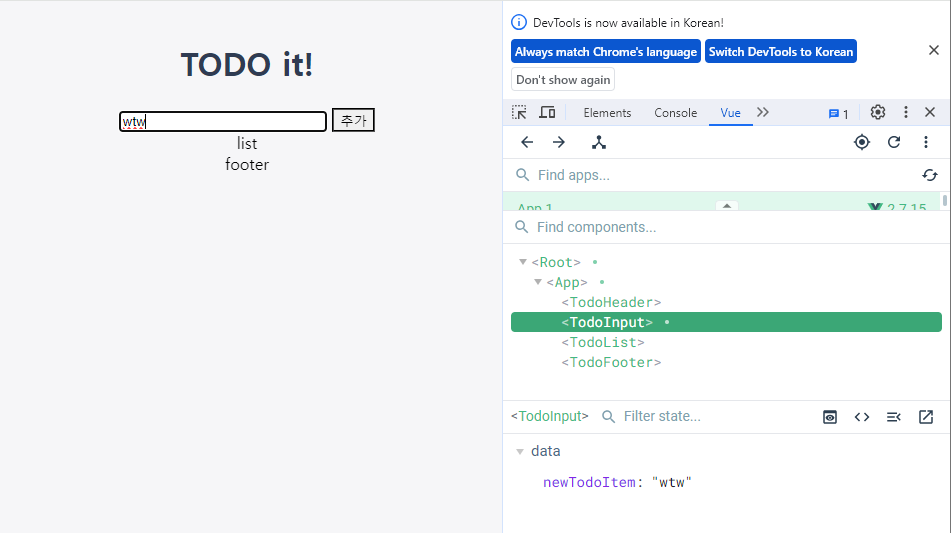 TODO it!
wtw 추가
list
footer
DevTools is now available in Korean!
Always match Chrome's language Switch DevTools to Korean
Don't show again
Elements Console Vue 1
Find apps...
App 1 2.7.15
Find components...
<Root>
<App>
<TodoHeader>
<TodoInput>
<TodoList>
<TodoFooter>
<TodoInput> Filter state...
data
newTodoItem: "wtw"